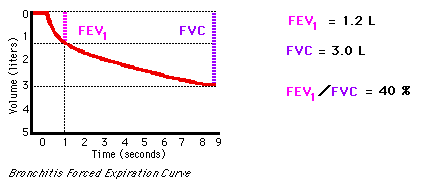 0
1
2
3
4
5
Volume (liters)
FEV1
FVC
0 1 2 3 4 5 6 7 8 9
Time (seconds)
FEV1 = 1.2 L
FVC = 3.0 L
FEV1/FVC = 40 %
Bronchitis Forced Expiration Curve